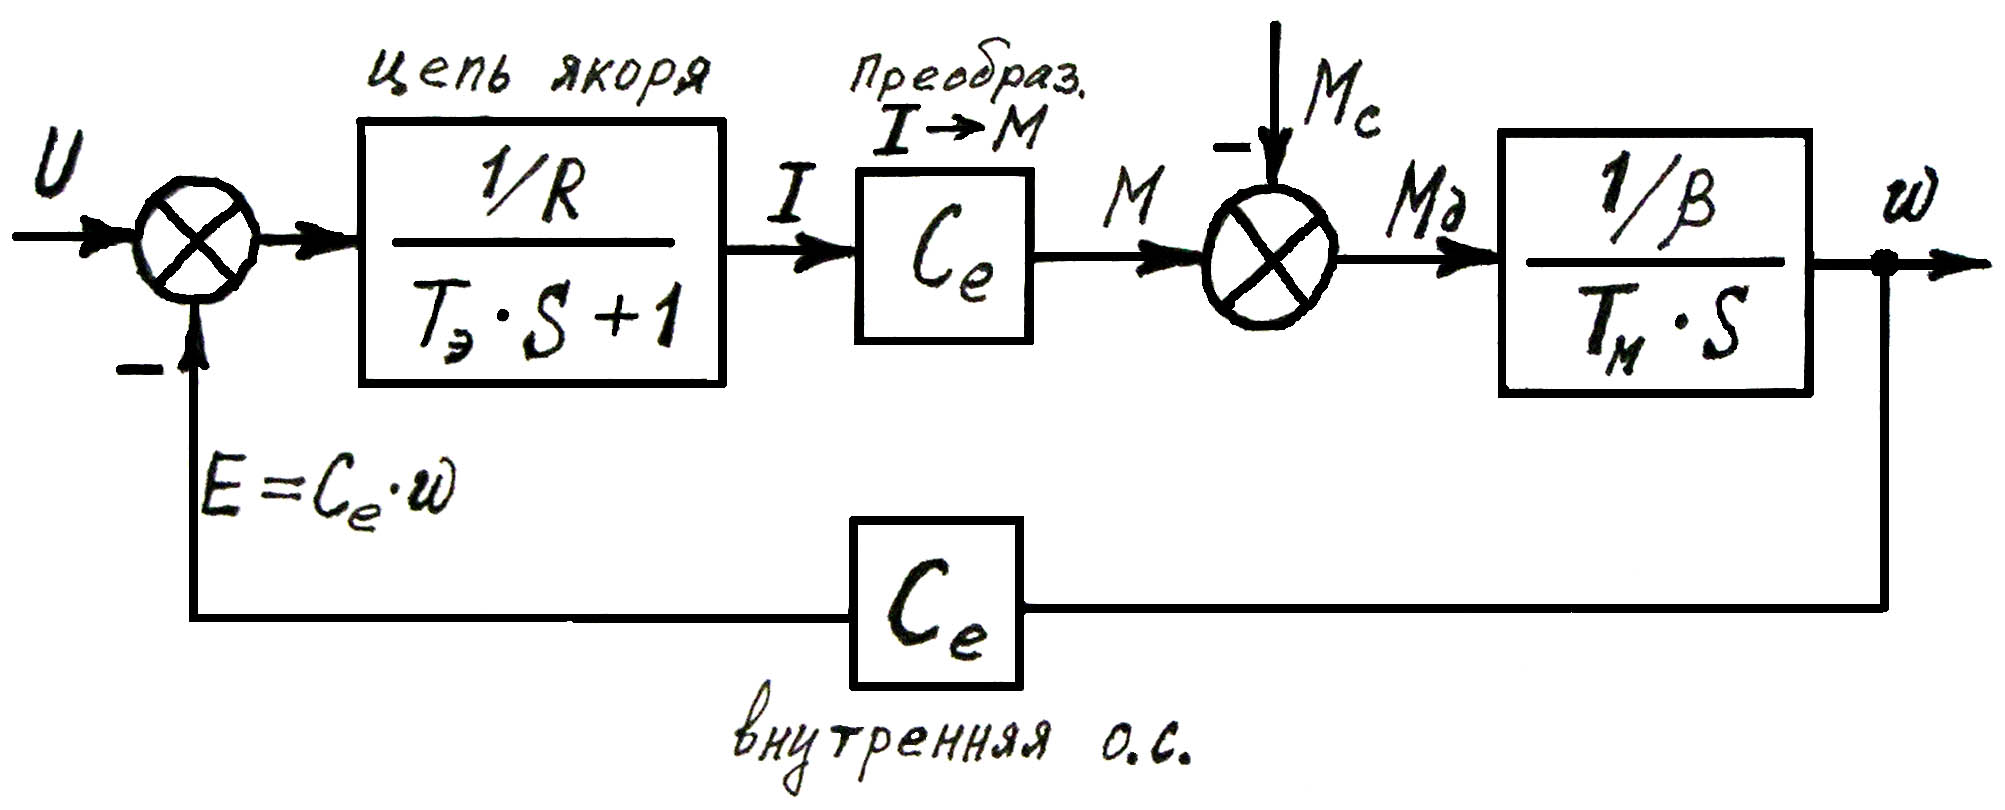 цепь якоря
преобраз.
I → M
U
1/R
Tэ · S + 1
I
Ce
M
Mc
Mд
1/β
Tм · S
w
–
–
E = Ce · w
Ce
внутренняя о.с.